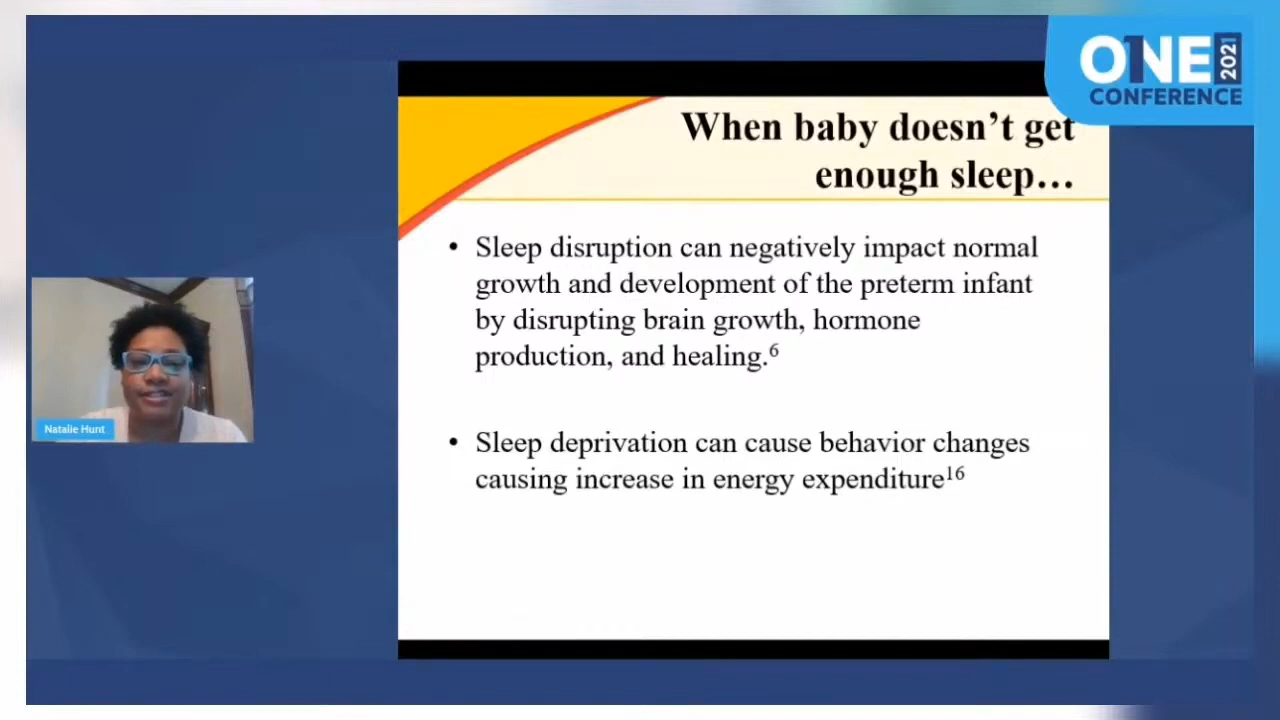 ONE 2021
CONFERENCE
When baby doesn’t get
enough sleep…
• Sleep disruption can negatively impact normal
growth and development of the preterm infant
by disrupting brain growth, hormone
production, and healing.⁶
• Sleep deprivation can cause behavior changes
causing increase in energy expenditure¹⁶
Natalie Hunt